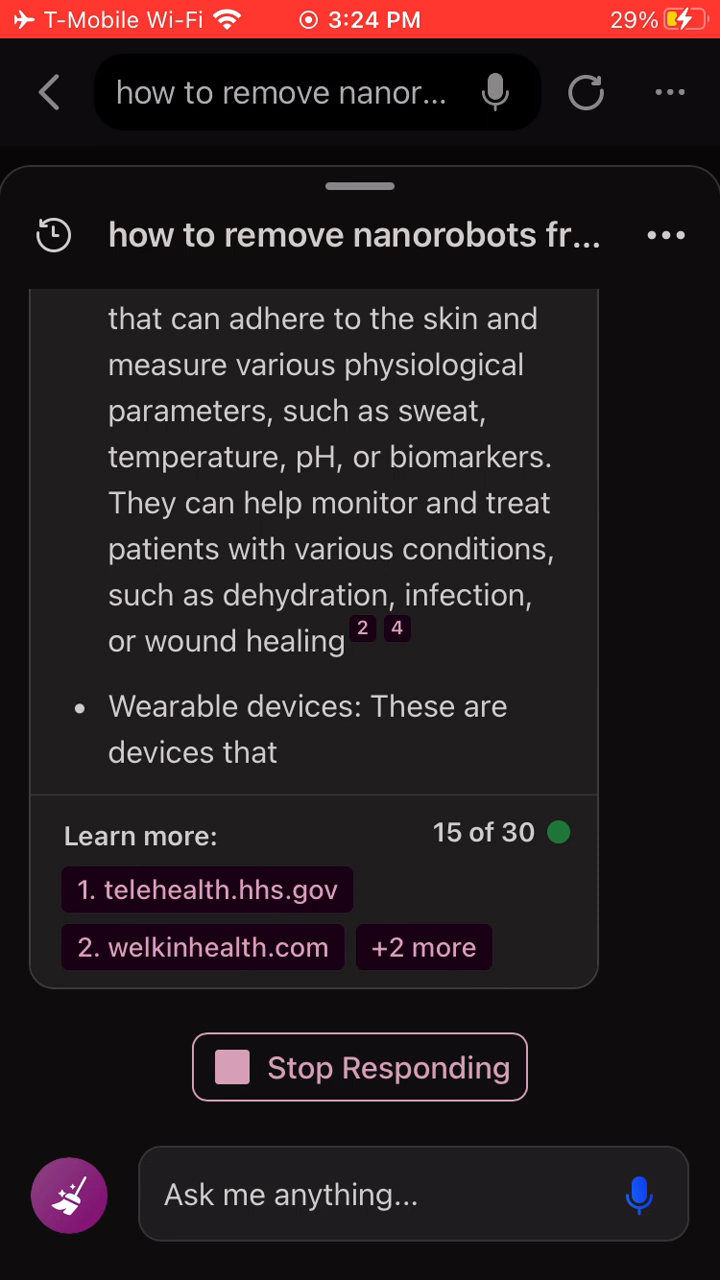 T-Mobile Wi-Fi 3:24 PM 29%
how to remove nanor...
how to remove nanorobots fr...
that can adhere to the skin and
measure various physiological
parameters, such as sweat,
temperature, pH, or biomarkers.
They can help monitor and treat
patients with various conditions,
such as dehydration, infection,
or wound healing 2 4
• Wearable devices: These are
devices that
Learn more: 15 of 30
1. telehealth.hhs.gov
2. welkinhealth.com +2 more
Stop Responding
Ask me anything...